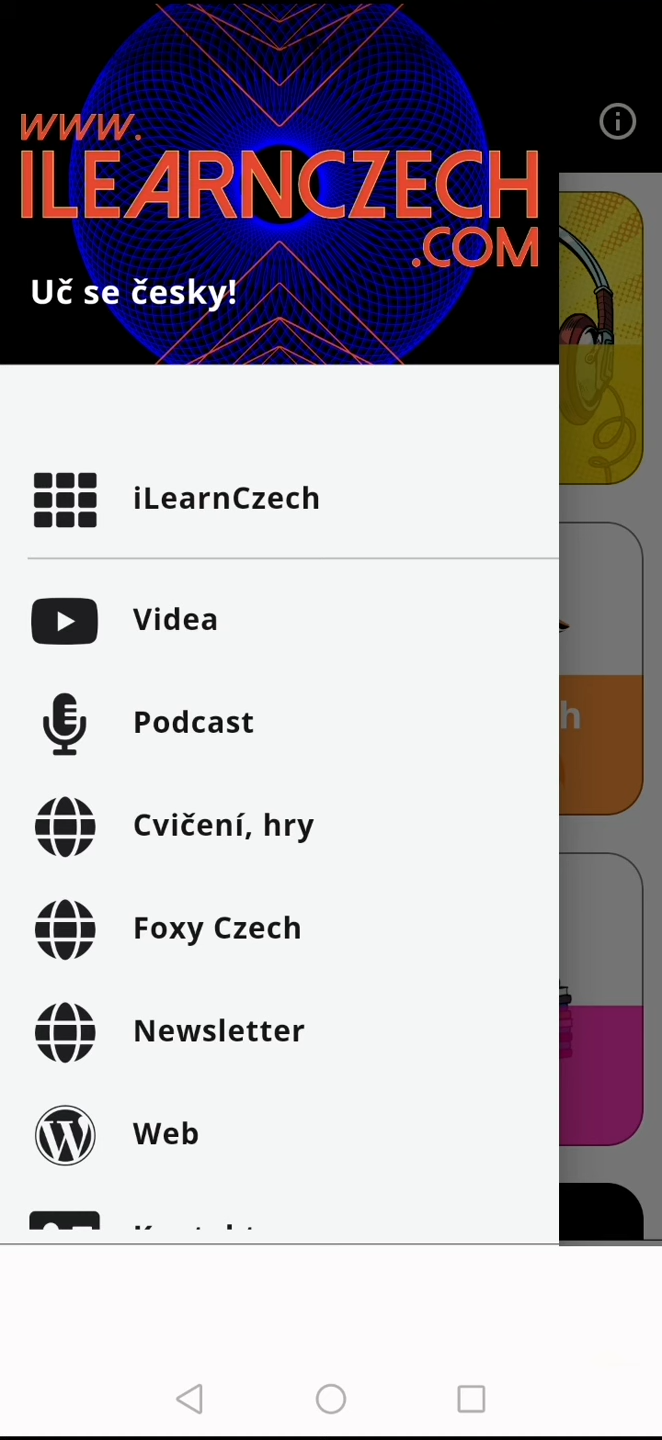 www.
ILEARNCZECH
.COM
Uč se česky!
iLearnCzech
Videa
Podcast
Cvičení, hry
Foxy Czech
Newsletter
Web